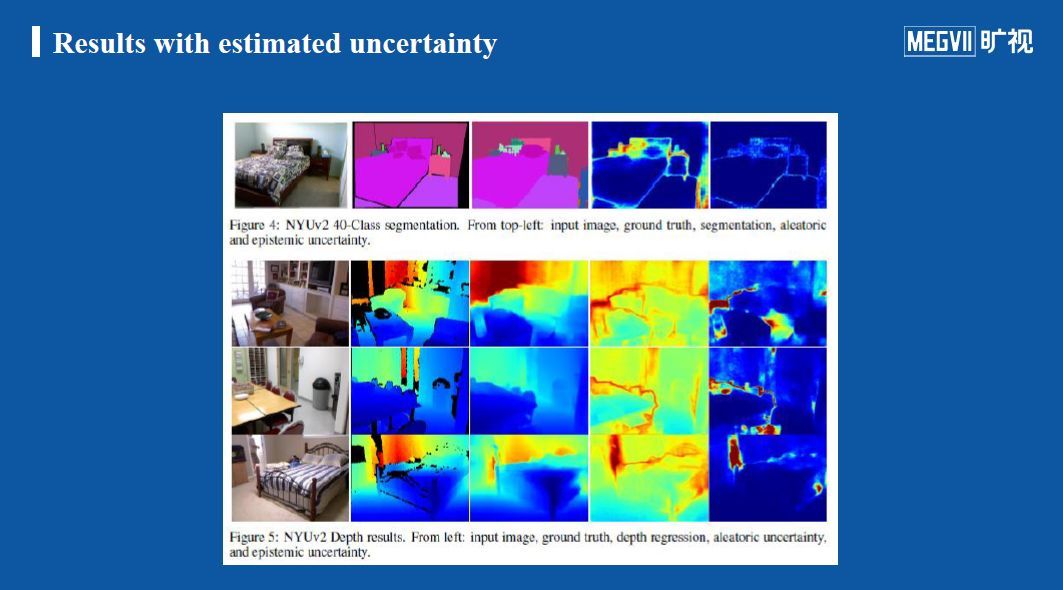 Results with estimated uncertainty
MEGVII 旷视
Figure 4: NYUv2 40-Class segmentation. From top-left: input image, ground truth, segmentation, aleatoric
and epistemic uncertainty.
Figure 5: NYUv2 Depth results. From left: input image, ground truth, depth regression, aleatoric uncertainty,
and epistemic uncertainty.